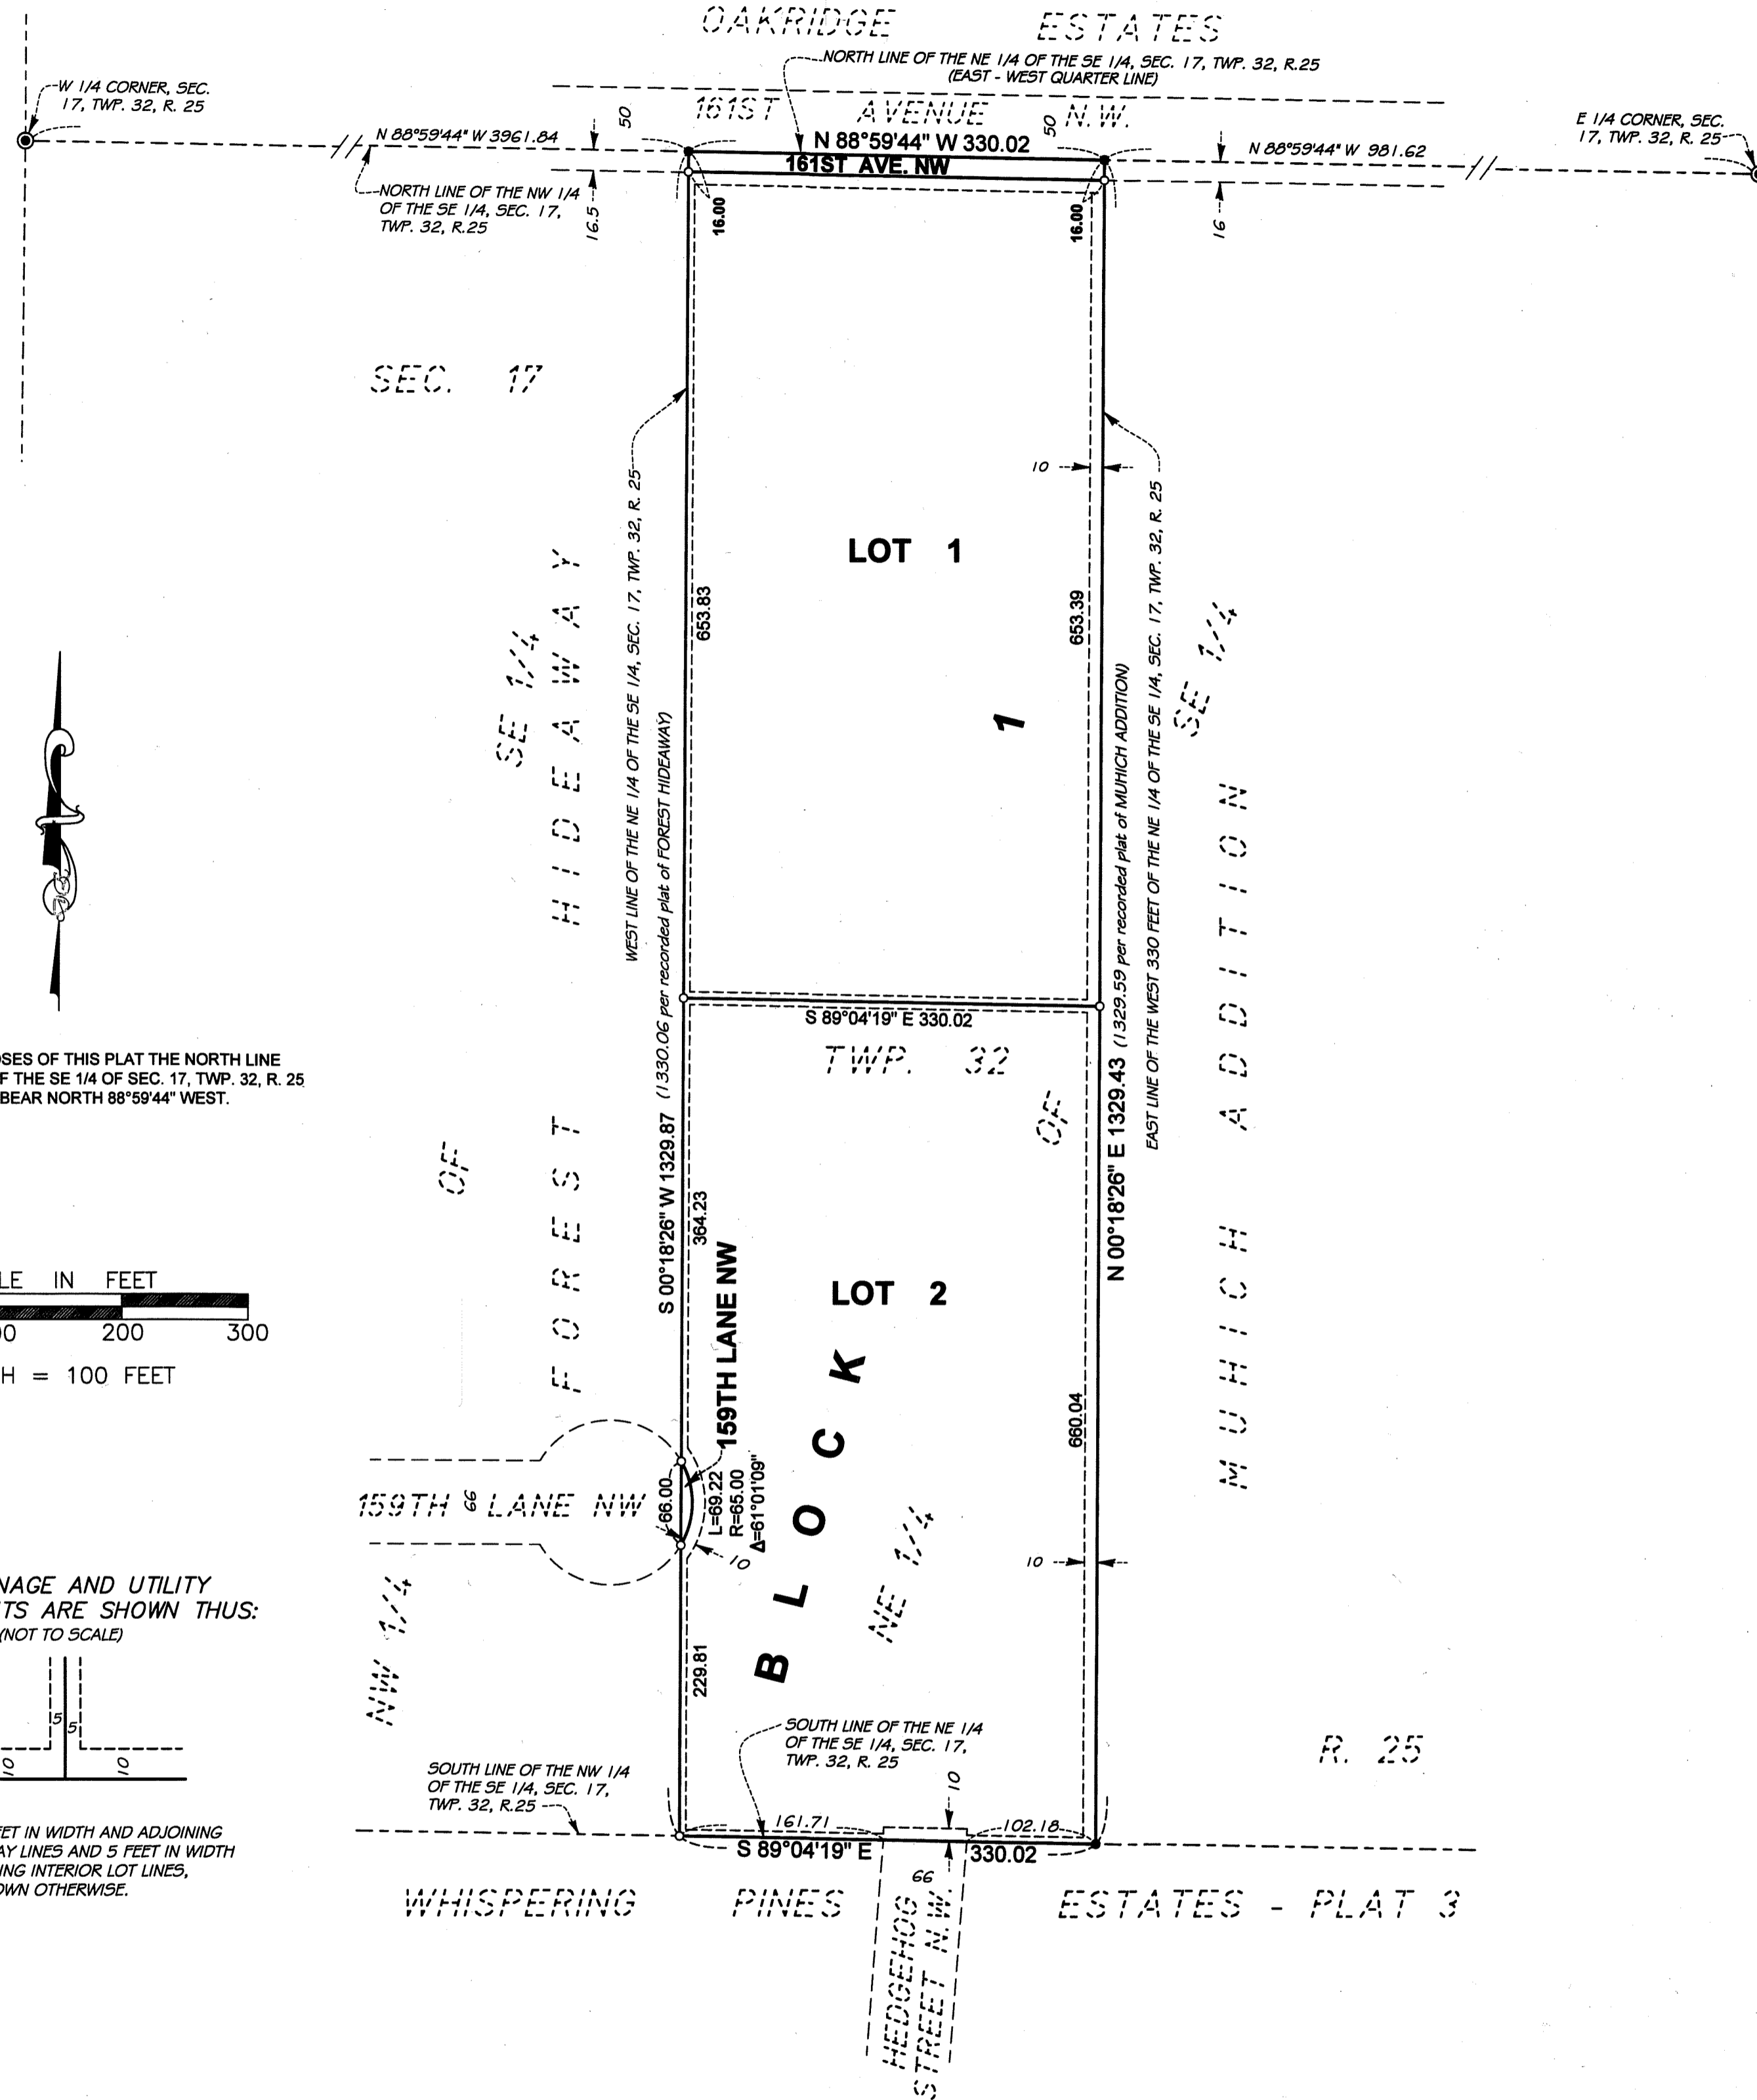 OAKRIDGE ESTATES
NORTH LINE OF THE NE 1/4 OF THE SE 1/4, SEC. 17, TWP. 32, R.25
(EAST - WEST QUARTER LINE)
W 1/4 CORNER, SEC.
17, TWP. 32, R. 25
50
161ST AVENUE N.W.
50
E 1/4 CORNER, SEC.
17, TWP. 32, R. 25
N 88°59'44" W 3961.84
N 88°59'44" W 330.02
N 88°59'44" W 981.62
161ST AVE. NW
NORTH LINE OF THE NW 1/4
OF THE SE 1/4, SEC. 17,
TWP. 32, R.25
16.5
16.00
16.00
16
SEC. 17
WEST LINE OF THE NE 1/4 OF THE SE 1/4, SEC. 17, TWP. 32, R. 25
10
EAST LINE OF THE WEST 330 FEET OF THE NE 1/4 OF THE SE 1/4, SEC. 17, TWP. 32, R. 25
LOT 1
653.83
653.39
SE 1/4
SE 1/4
1
FOREST HIDEAWAY
MUHICH ADDITION
S 00°18'26" W 1329.87 (1330.06 per recorded plat of FOREST HIDEAWAY)
N 00°18'26" E 1329.43 (1329.59 per recorded plat of MUHICH ADDITION)
S 89°04'19" E 330.02
TWP. 32
OSES OF THIS PLAT THE NORTH LINE
F THE SE 1/4 OF SEC. 17, TWP. 32, R. 25
BEAR NORTH 88°59'44" WEST.
OF
OF
364.23
159TH LANE NW
LOT 2
LE IN FEET
00 200 300
H = 100 FEET
BLOCK
660.04
159TH LANE NW
66
66.00
L=69.22
R=65.00
Δ=61°01'09"
10
10
NW 1/4
NE 1/4
NAGE AND UTILITY
TS ARE SHOWN THUS:
(NOT TO SCALE)
5 5
10 10
229.81
SOUTH LINE OF THE NE 1/4
OF THE SE 1/4, SEC. 17,
TWP. 32, R. 25
R. 25
SOUTH LINE OF THE NW 1/4
OF THE SE 1/4, SEC. 17,
TWP. 32, R.25
10
161.71
102.18
S 89°04'19" E 330.02
EET IN WIDTH AND ADJOINING
AY LINES AND 5 FEET IN WIDTH
ING INTERIOR LOT LINES,
OWN OTHERWISE.
66
WHISPERING PINES ESTATES - PLAT 3
HEDGEHOG
STREET N.W.